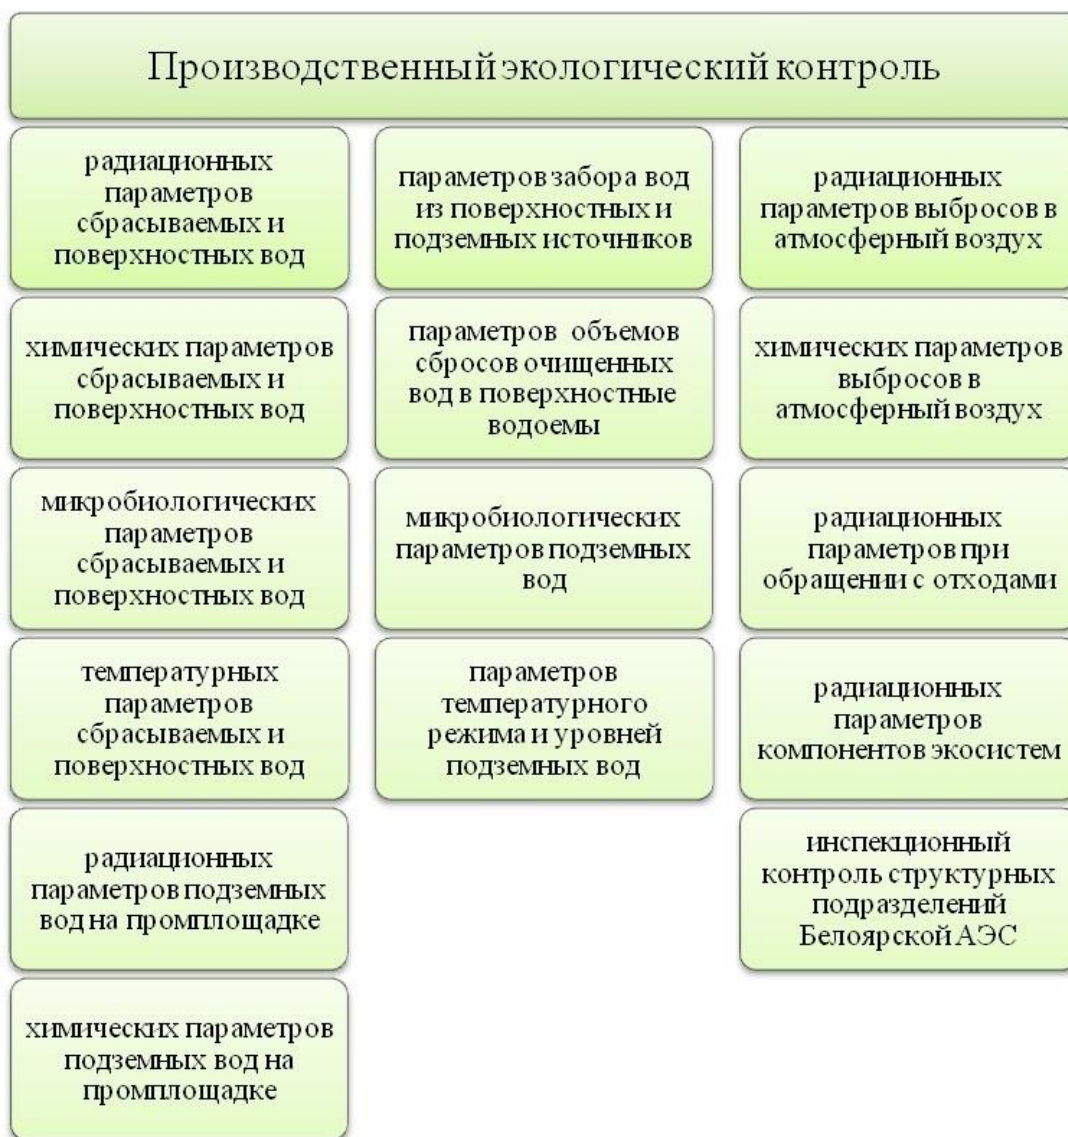 Производственный экологический контроль
радиационных
параметров
сбрасываемых и
поверхностных вод
химических параметров
сбрасываемых и
поверхностных вод
микробиологических
параметров
сбрасываемых и
поверхностных вод
температурных
параметров
сбрасываемых и
поверхностных вод
радиационных
параметров подземных
вод на промплощадке
химических параметров
подземных вод на
промплощадке
параметров забора вод
из поверхностных и
подземных источников
параметров объемов
сбросов очищенных
вод в поверхностные
водоемы
микробиологических
параметров подземных
вод
параметров
температурного
режима и уровней
подземных вод
радиационных
параметров выбросов в
атмосферный воздух
химических параметров
выбросов в
атмосферный воздух
радиационных
параметров при
обращении с отходами
радиационных
параметров
компонентов экосистем
инспекционный
контроль структурных
подразделений
Белоярской АЭС